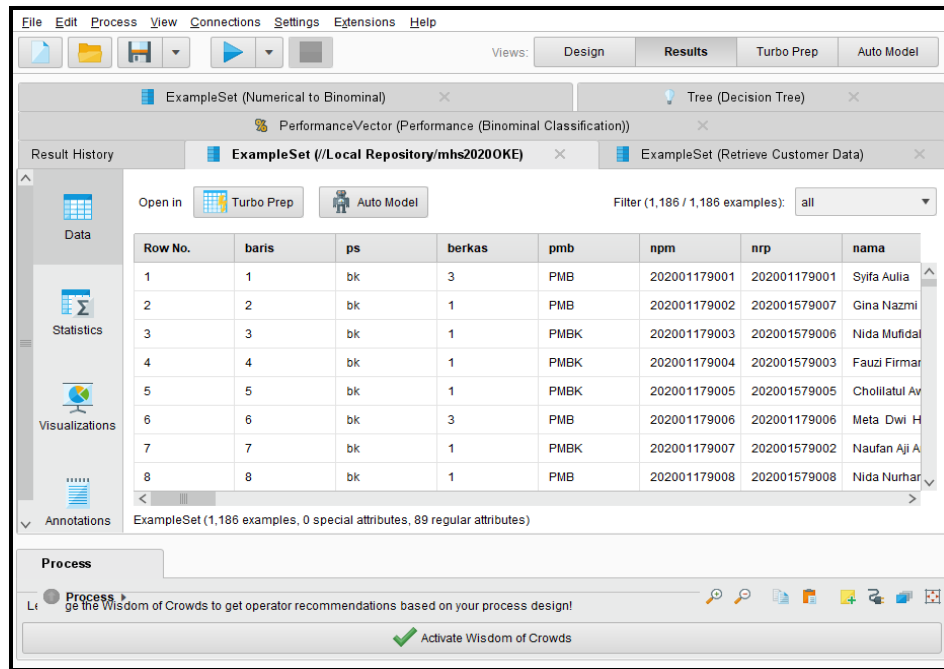 File Edit Process View Connections Settings Extensions Help
Views: Design Results Turbo Prep Auto Model
ExampleSet (Numerical to Binominal) Tree (Decision Tree)
PerformanceVector (Performance (Binominal Classification))
Result History ExampleSet (//Local Repository/mhs2020OKE) ExampleSet (Retrieve Customer Data)
Data
Statistics
Visualizations
Annotations
Open in Turbo Prep Auto Model Filter (1,186 / 1,186 examples): all
Row No. baris ps berkas pmb npm nrp nama
1 1 bk 3 PMB 202001179001 202001179001 Syifa Aulia
2 2 bk 1 PMB 202001179002 202001579007 Gina Nazmi
3 3 bk 1 PMBK 202001179003 202001579006 Nida Mufidal
4 4 bk 1 PMBK 202001179004 202001579003 Fauzi Firmar
5 5 bk 1 PMBK 202001179005 202001579005 Cholilatul Aw
6 6 bk 3 PMB 202001179006 202001179006 Meta Dwi H
7 7 bk 1 PMBK 202001179007 202001579002 Naufan Aji A
8 8 bk 1 PMB 202001179008 202001579008 Nida Nurhar
ExampleSet (1,186 examples, 0 special attributes, 89 regular attributes)
Process
Process
ge the Wisdom of Crowds to get operator recommendations based on your process design!
Activate Wisdom of Crowds